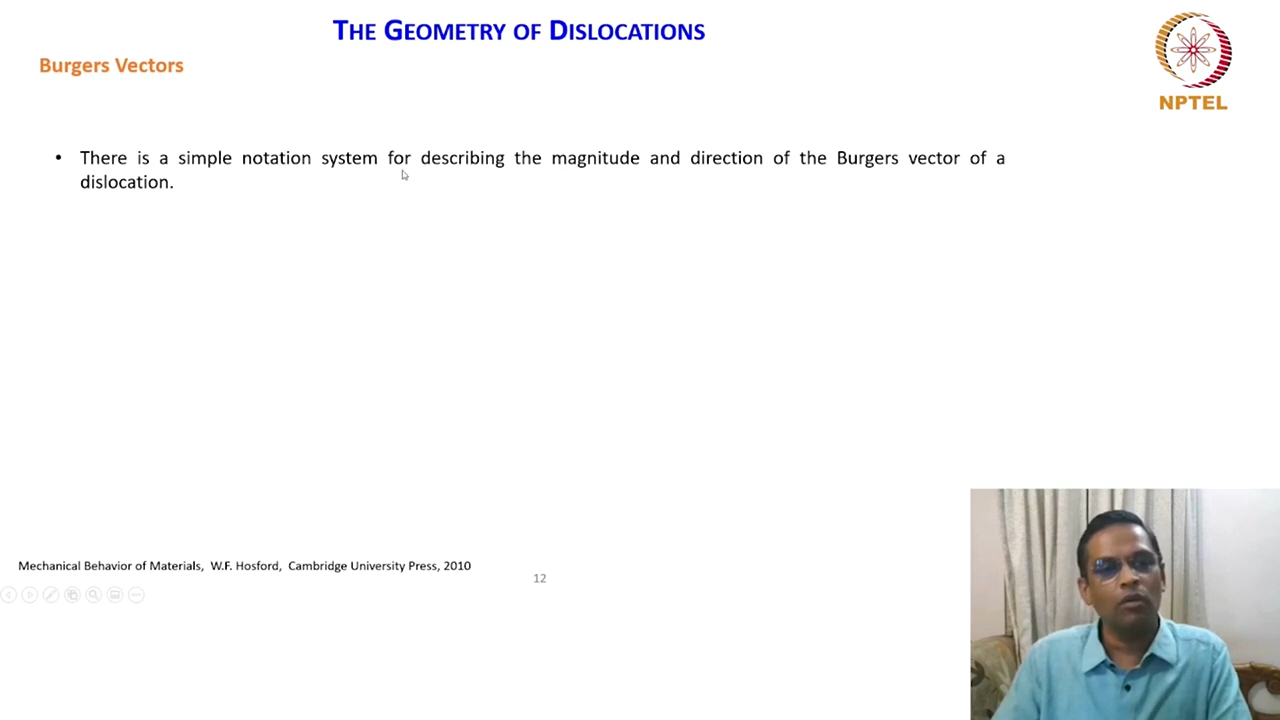 THE GEOMETRY OF DISLOCATIONS
Burgers Vectors
NPTEL
• There is a simple notation system for describing the magnitude and direction of the Burgers vector of a
dislocation.
Mechanical Behavior of Materials, W.F. Hosford, Cambridge University Press, 2010
12